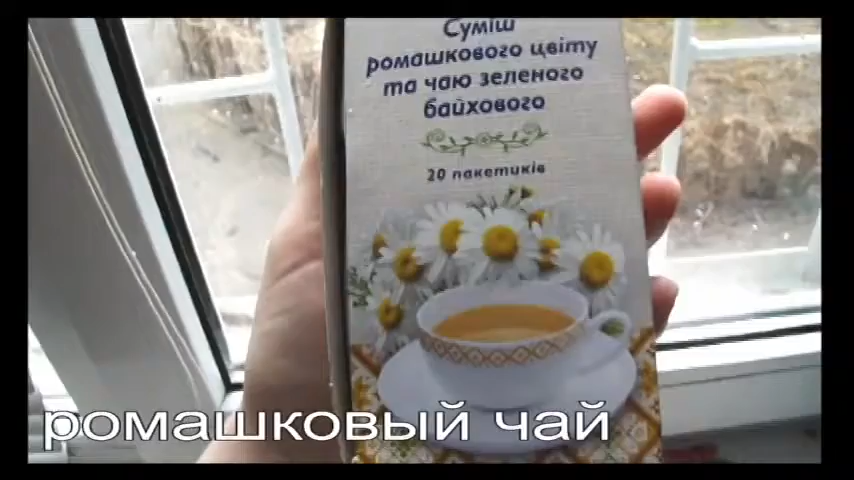 Суміш
ромашкового цвіту
та чаю зеленого
байхового
20 пакетиків
ромашковый чай